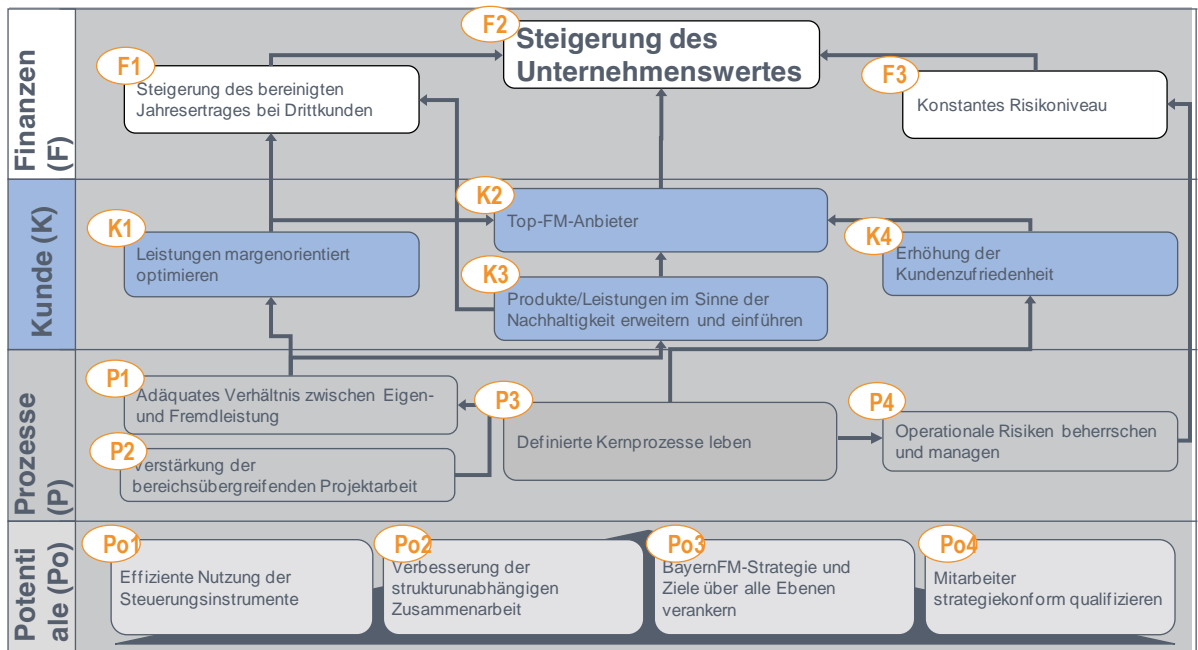 Finanzen
(F)
F2
Steigerung des
Unternehmenswertes
F1
Steigerung des bereinigten
Jahresertrages bei Drittkunden
F3
Konstantes Risikoniveau
Kunde (K)
K2
Top-FM-Anbieter
K1
Leistungen margenorientiert
optimieren
K4
Erhöhung der
Kundenzufriedenheit
K3
Produkte/Leistungen im Sinne der
Nachhaltigkeit erweitern und einführen
Prozesse
(P)
P1
Adäquates Verhältnis zwischen Eigen-
und Fremdleistung
P3
Definierte Kernprozesse leben
P4
Operationale Risiken beherrschen
und managen
P2
Verstärkung der
bereichsübergreifenden Projektarbeit
Potenti
ale (Po)
Po1
Effiziente Nutzung der
Steuerungsinstrumente
Po2
Verbesserung der
strukturunabhängigen
Zusammenarbeit
Po3
BayernFM-Strategie und
Ziele über alle Ebenen
verankern
Po4
Mitarbeiter
strategiekonform qualifizieren